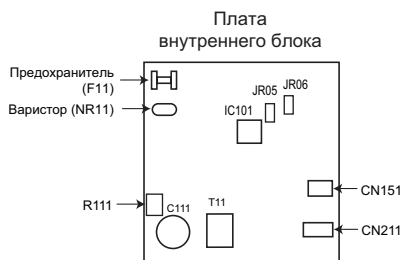 Плата
внутреннего блока
Предохранитель
(F11)
Варистор (NR11)
JR05
JR06
IC101
CN151
R111
C111
T11
CN211